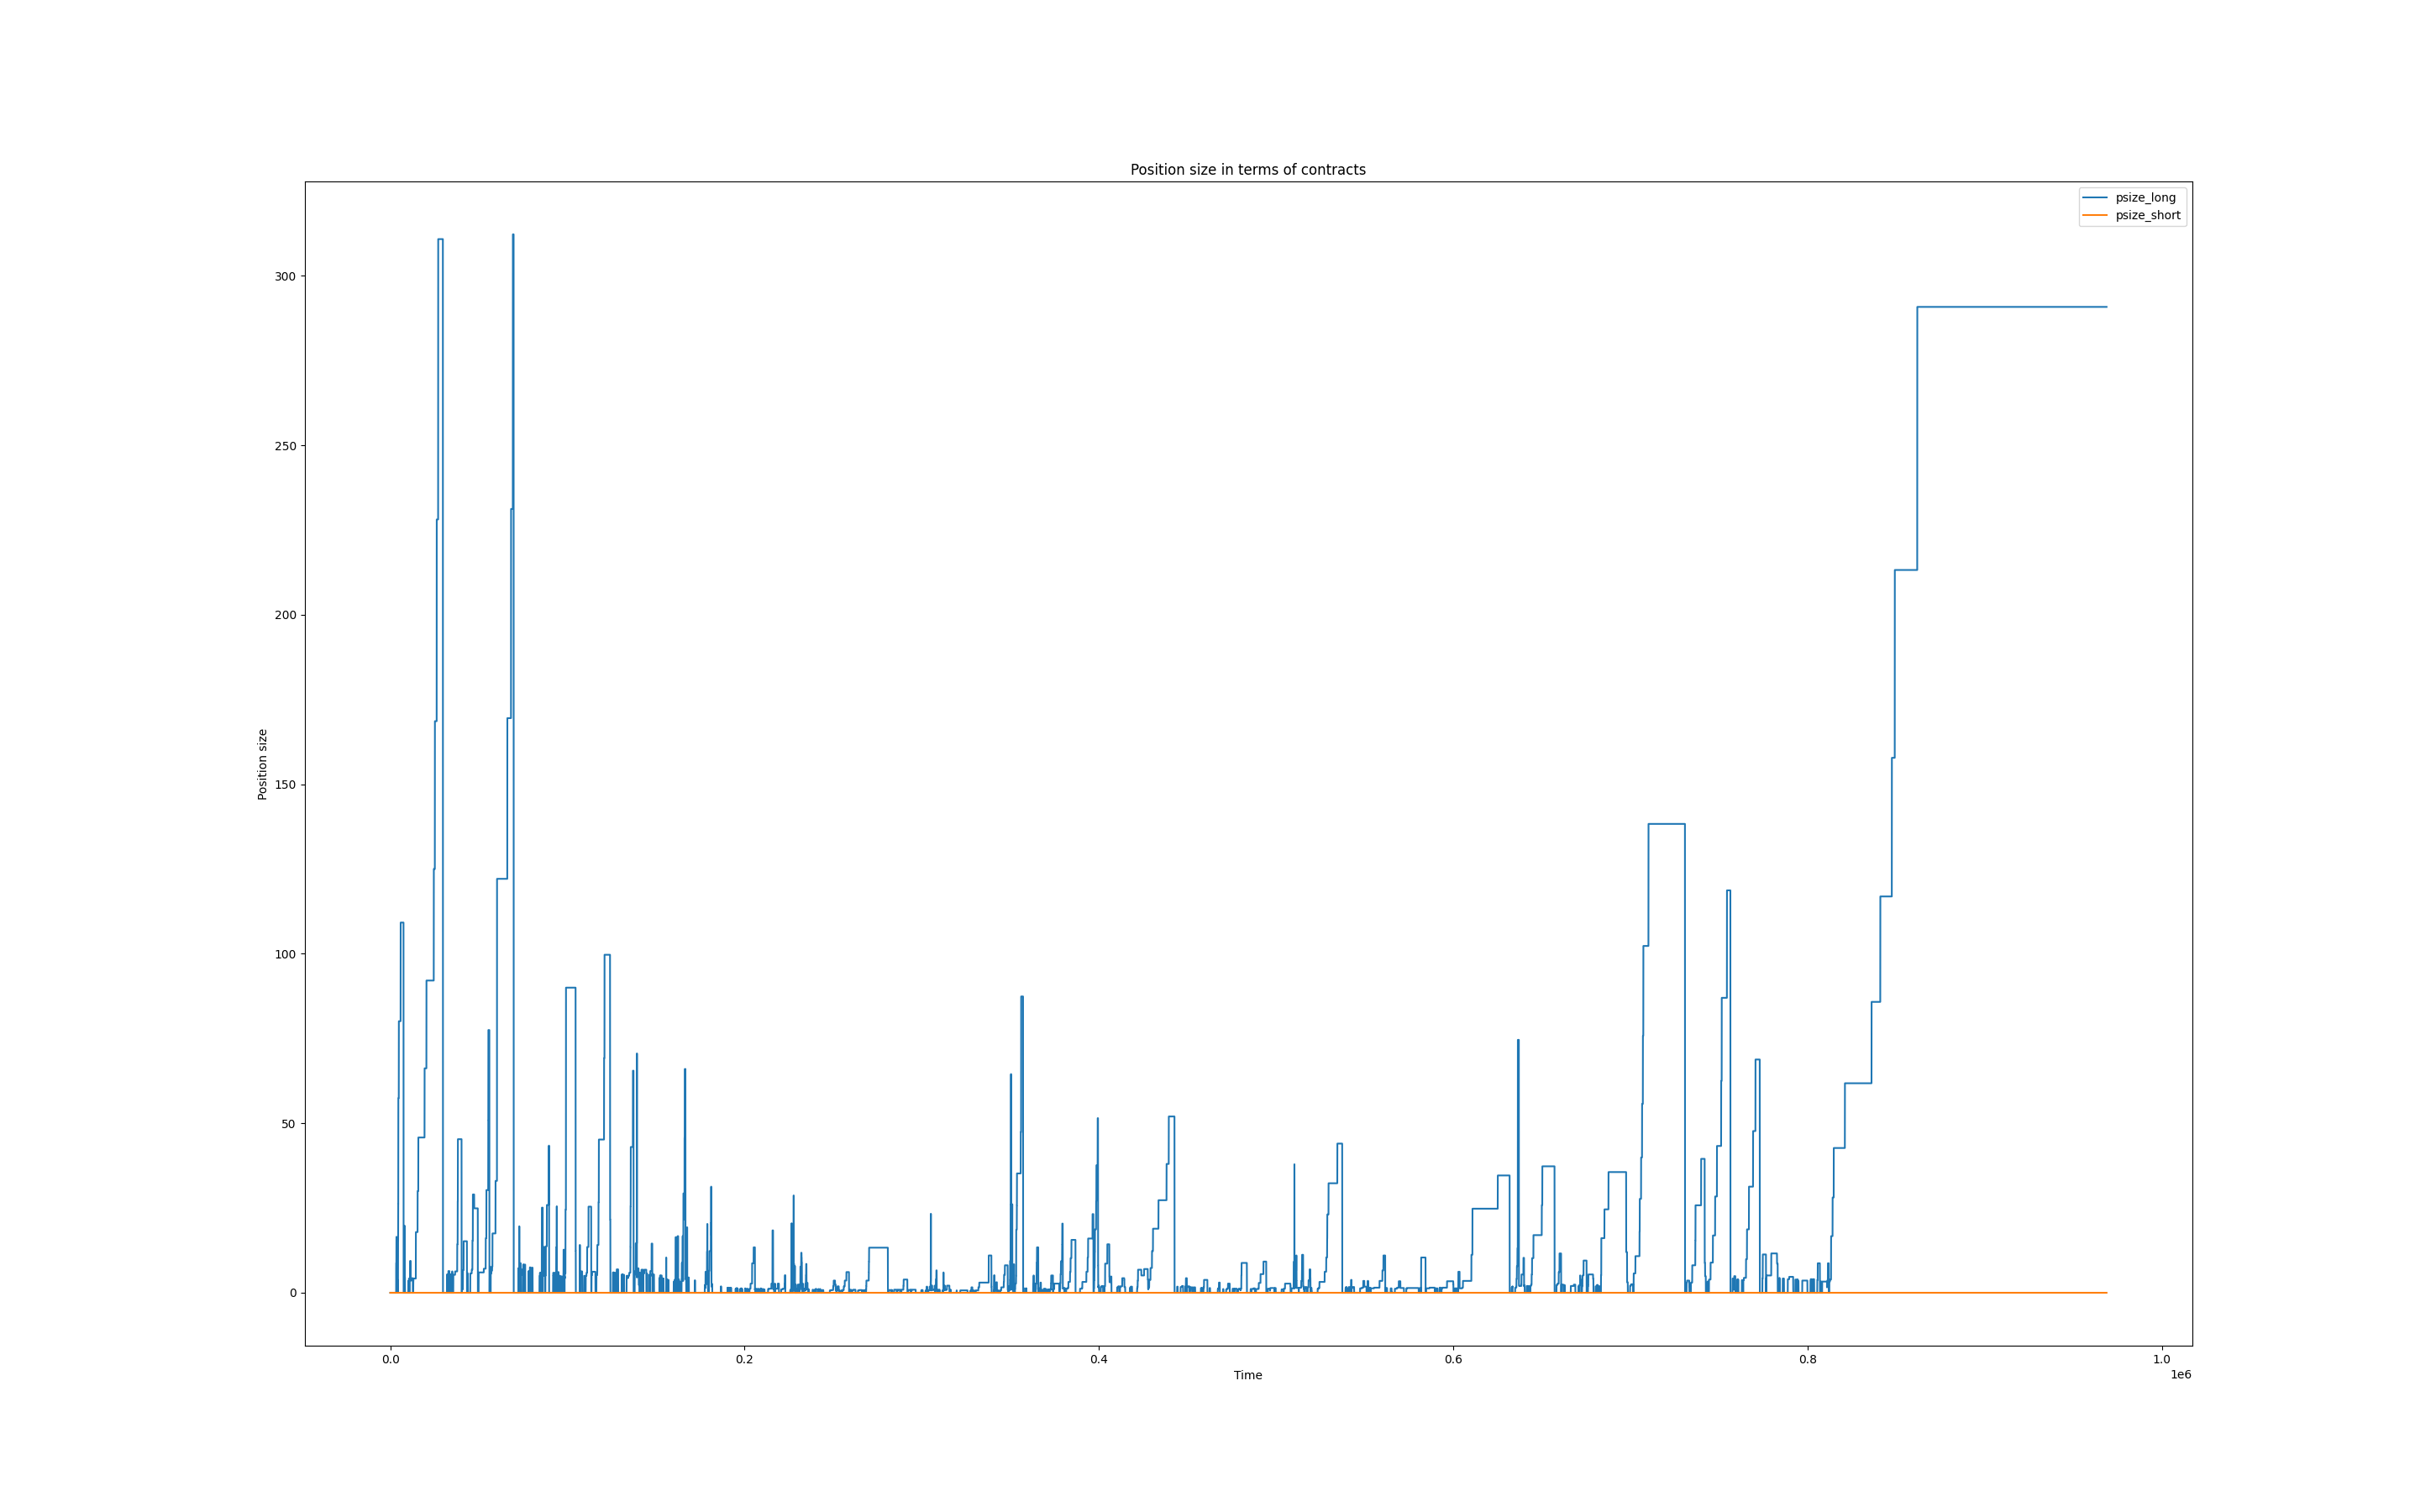 Position size in terms of contracts
psize_long
psize_short
300
250
200
150
100
50
0
Position size
0.0 0.2 0.4 0.6 0.8 1.0
1e6
Time